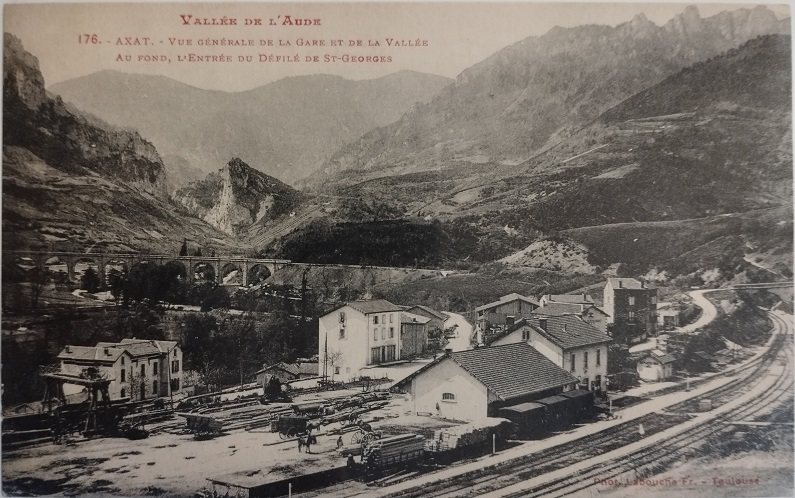 VALLÉE DE L'AUDE
176. - AXAT. - VUE GÉNÉRALE DE LA GARE ET DE LA VALLÉE
AU FOND, L'ENTRÉE DU DÉFILÉ DE ST-GEORGES
Phot. Labouche Fr. - Toulouse